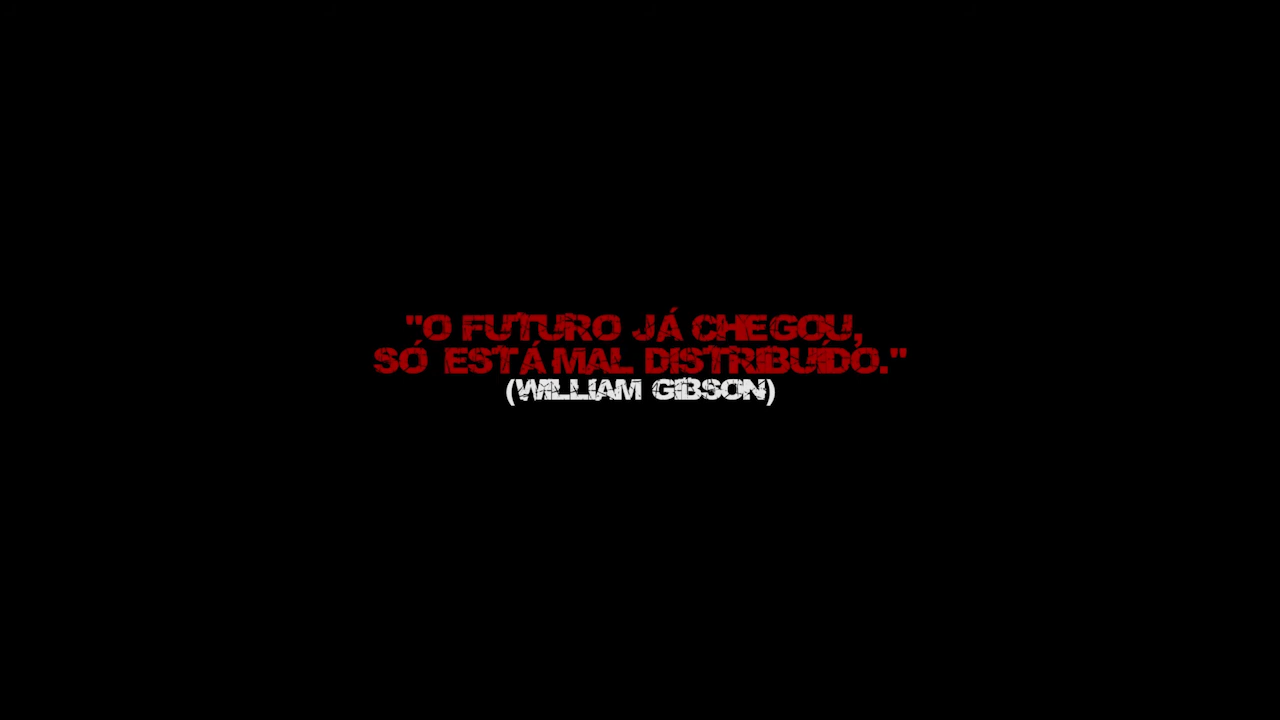 "O FUTURO JÁ CHEGOU,
SÓ ESTÁ MAL DISTRIBUÍDO."
(WILLIAM GIBSON)